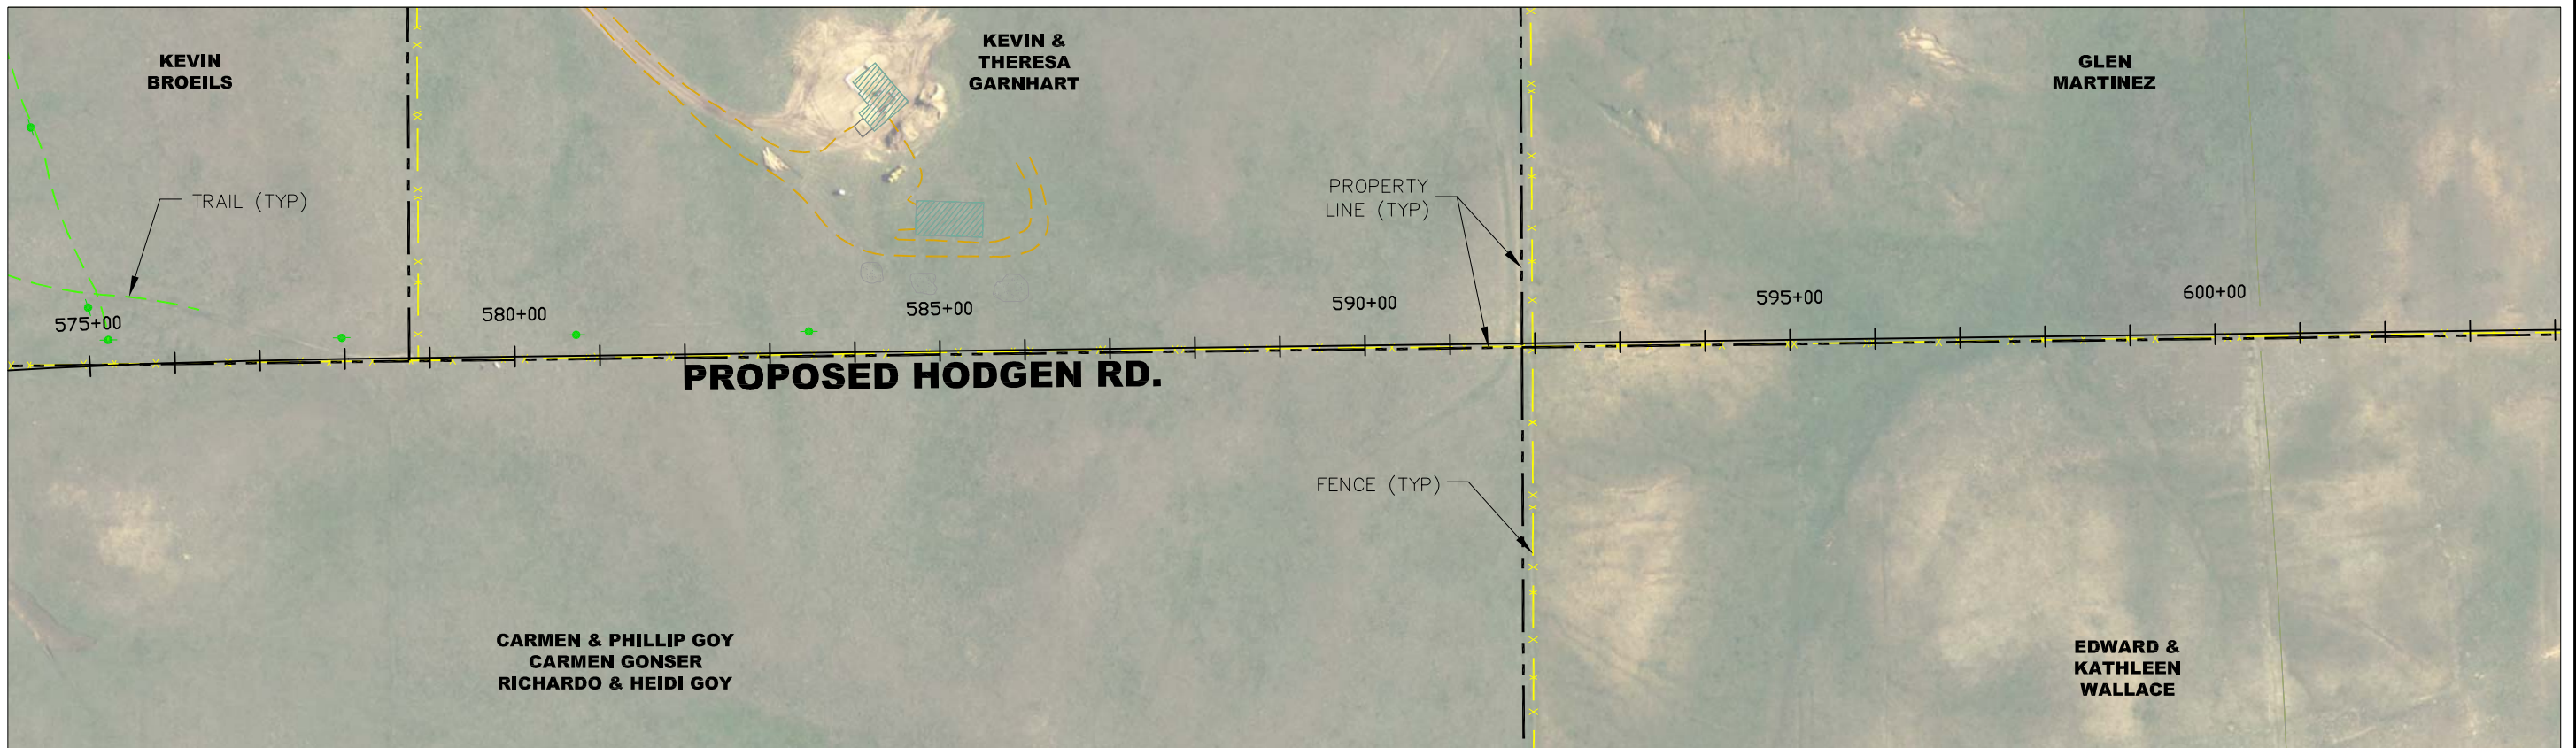 KEVIN
BROEILS
KEVIN &
THERESA
GARNHART
GLEN
MARTINEZ
TRAIL (TYP)
PROPERTY
LINE (TYP)
575+00
580+00
585+00
590+00
595+00
600+00
PROPOSED HODGEN RD.
FENCE (TYP)
CARMEN & PHILLIP GOY
CARMEN GONSER
RICHARDO & HEIDI GOY
EDWARD &
KATHLEEN
WALLACE